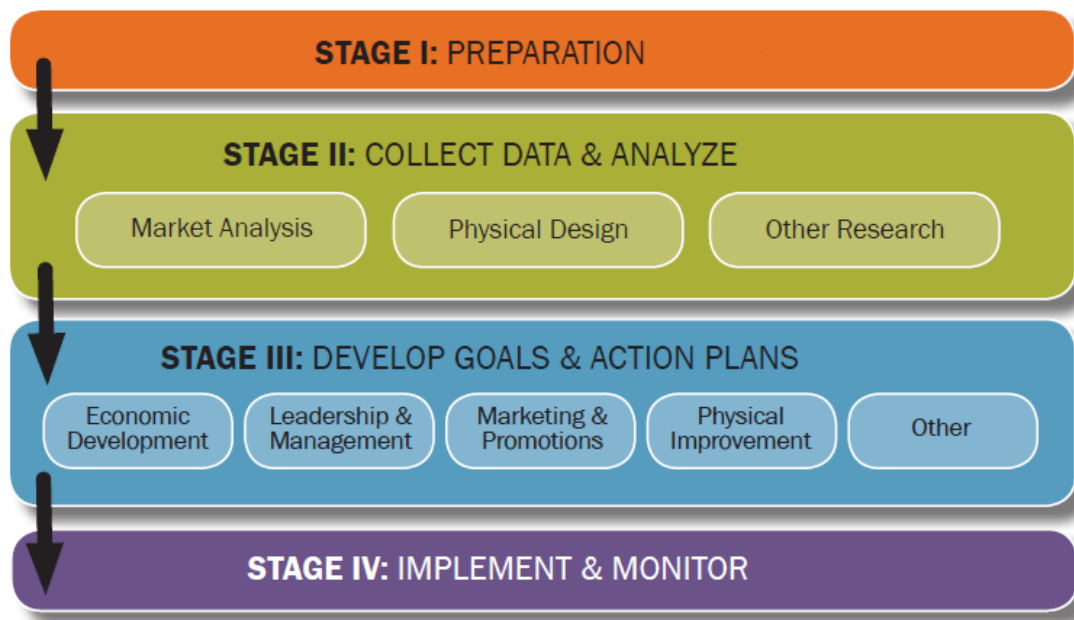 STAGE I: PREPARATION
STAGE II: COLLECT DATA & ANALYZE
Market Analysis
Physical Design
Other Research
STAGE III: DEVELOP GOALS & ACTION PLANS
Economic
Development
Leadership &
Management
Marketing &
Promotions
Physical
Improvement
Other
STAGE IV: IMPLEMENT & MONITOR